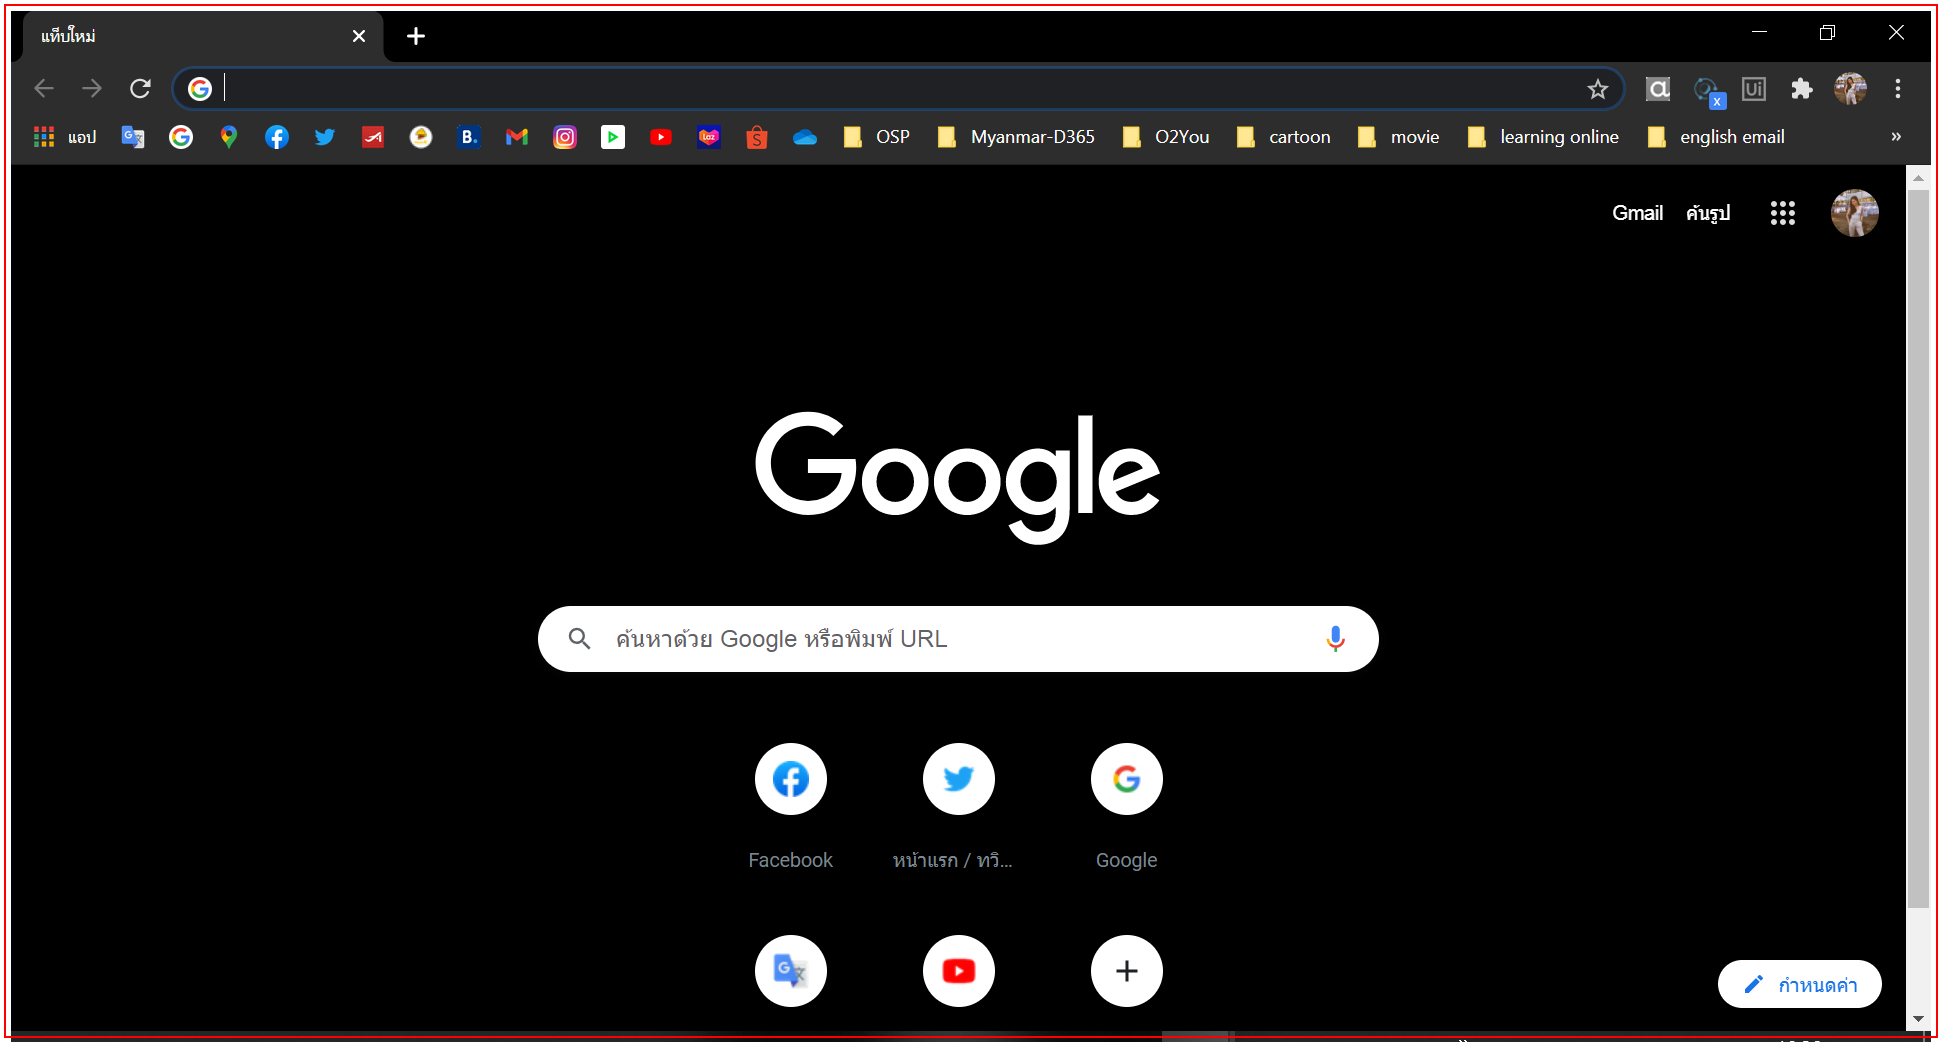 แท็บใหม่
แอป
OSP
Myanmar-D365
O2You
cartoon
movie
learning online
english email
Gmail ค้นรูป
Google
ค้นหาด้วย Google หรือพิมพ์ URL
Facebook
หน้าแรก / ทวิ...
Google
กำหนดค่า